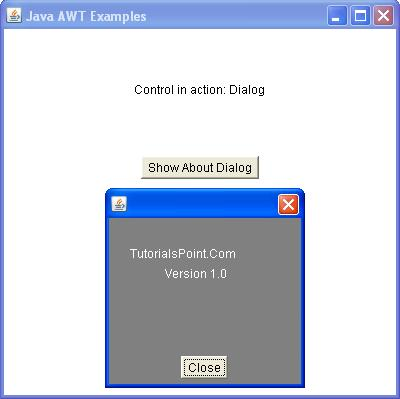 Java AWT Examples
Control in action: Dialog
Show About Dialog
TutorialsPoint.Com
Version 1.0
Close